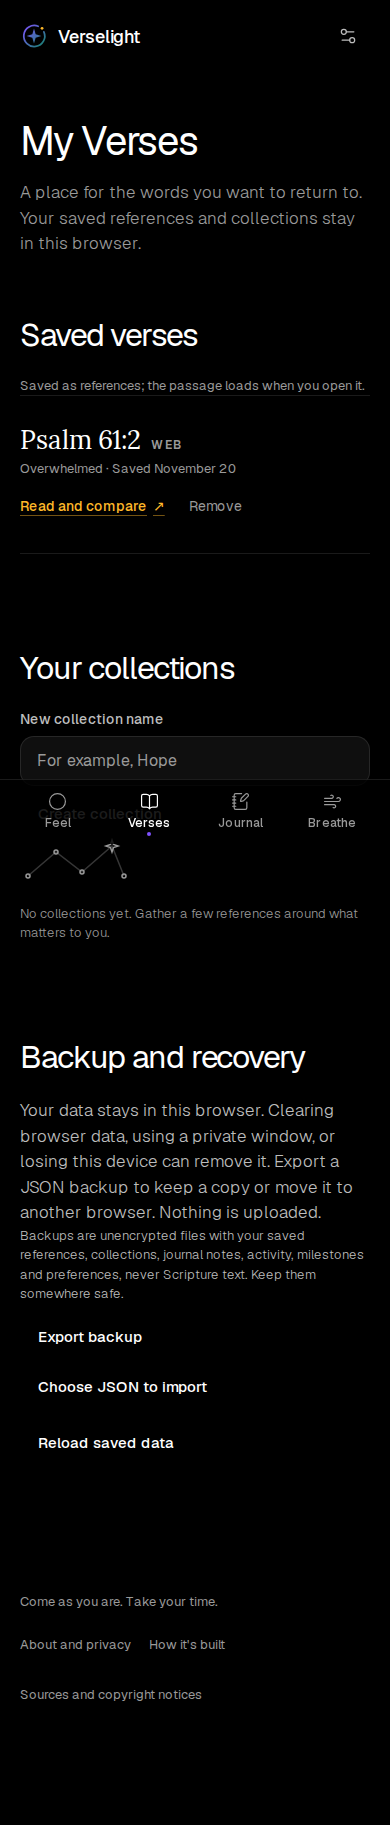 Verselight
My Verses
A place for the words you want to return to.
Your saved references and collections stay
in this browser.
Saved verses
Saved as references; the passage loads when you open it.
Psalm 61:2 WEB
Overwhelmed · Saved November 20
Read and compare ↗ Remove
Your collections
New collection name
For example, Hope
Create collection
Feel Verses Journal Breathe
No collections yet. Gather a few references around what
matters to you.
Backup and recovery
Your data stays in this browser. Clearing
browser data, using a private window, or
losing this device can remove it. Export a
JSON backup to keep a copy or move it to
another browser. Nothing is uploaded.
Backups are unencrypted files with your saved
references, collections, journal notes, activity, milestones
and preferences, never Scripture text. Keep them
somewhere safe.
Export backup
Choose JSON to import
Reload saved data
Come as you are. Take your time.
About and privacy How it's built
Sources and copyright notices